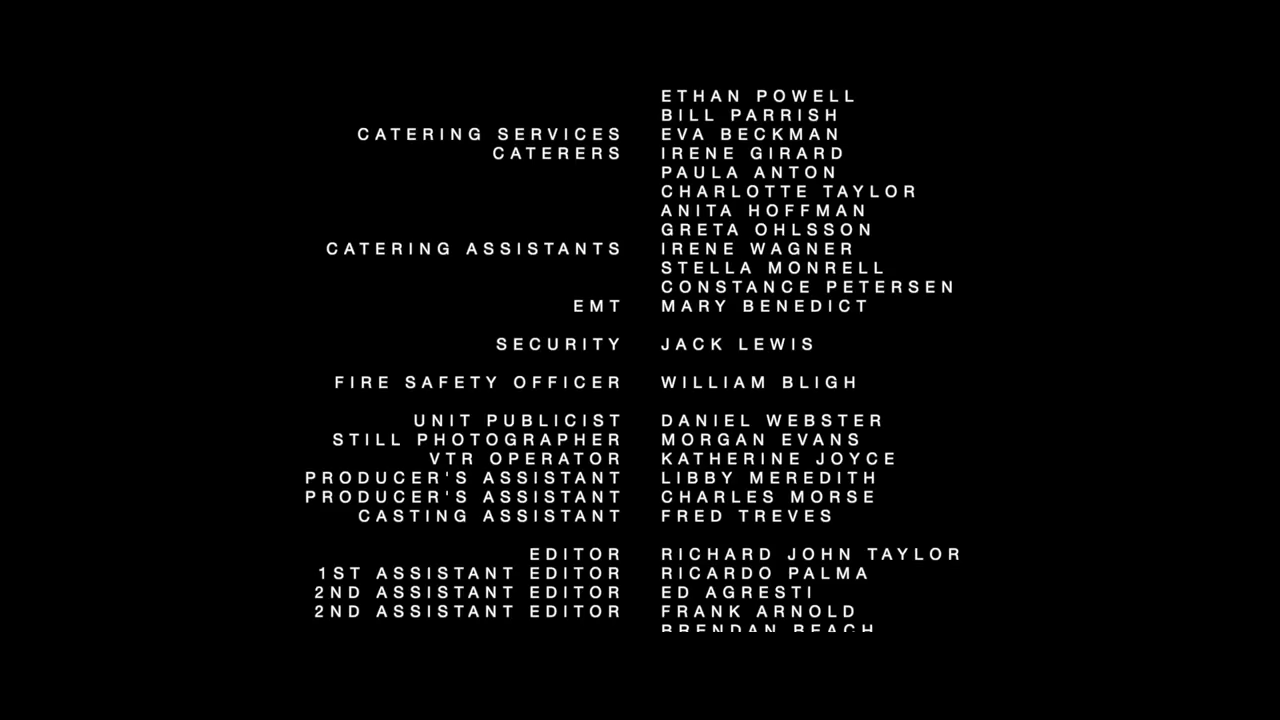 ETHAN POWELL
BILL PARRISH
CATERING SERVICES EVA BECKMAN
CATERERS IRENE GIRARD
PAULA ANTON
CHARLOTTE TAYLOR
ANITA HOFFMAN
GRETA OHLSSON
CATERING ASSISTANTS IRENE WAGNER
STELLA MONRELL
CONSTANCE PETERSEN
EMT MARY BENEDICT
SECURITY JACK LEWIS
FIRE SAFETY OFFICER WILLIAM BLIGH
UNIT PUBLICIST DANIEL WEBSTER
STILL PHOTOGRAPHER MORGAN EVANS
VTR OPERATOR KATHERINE JOYCE
PRODUCER'S ASSISTANT LIBBY MEREDITH
PRODUCER'S ASSISTANT CHARLES MORSE
CASTING ASSISTANT FRED TREVES
EDITOR RICHARD JOHN TAYLOR
1ST ASSISTANT EDITOR RICARDO PALMA
2ND ASSISTANT EDITOR ED AGRESTI
2ND ASSISTANT EDITOR FRANK ARNOLD
BRENDAN BEACH